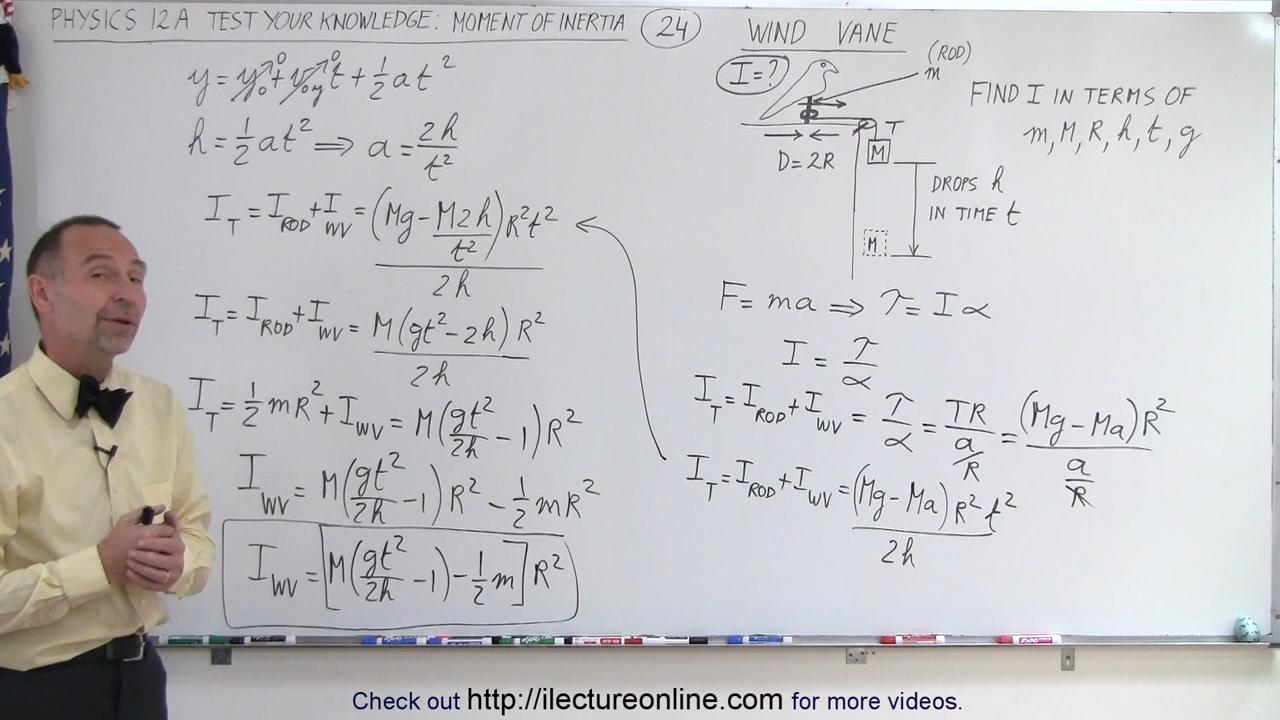 PHYSICS 12A TEST YOUR KNOWLEDGE: MOMENT OF INERTIA 24
y = y₀ + v₀ᵧt + ½at²
0 0
h = ½at² ⟹ a = 2h/t²
I_T = I_ROD + I_WV = (Mg - M2h/t²)R²t² / 2h
I_T = I_ROD + I_WV = M(gt² - 2h)R² / 2h
I_T = ½mR² + I_WV = M(gt²/2h - 1)R²
I_WV = M(gt²/2h - 1)R² - ½mR²
I_WV = [M(gt²/2h - 1) - ½m]R²
WIND VANE
I = ?
(ROD)
m
T
M
D = 2R
DROPS h
IN TIME t
M
FIND I IN TERMS OF
m, M, R, h, t, g
F = ma ⟹ τ = Iα
I = τ/α
I_T = I_ROD + I_WV = τ/α = TR / (a/R) = (Mg - Ma)R² / (a/R)
I_T = I_ROD + I_WV = (Mg - Ma)R²t² / 2h
Check out http://ilectureonline.com for more videos.